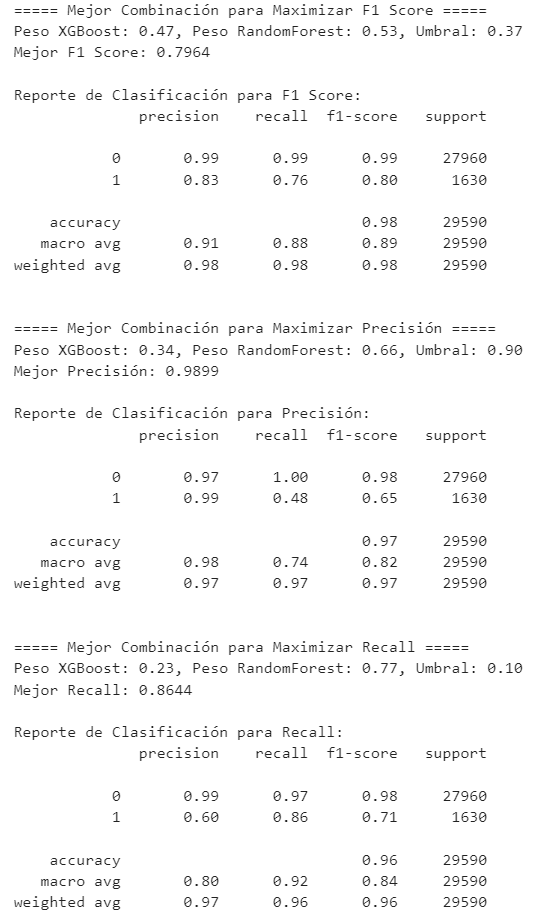 ===== Mejor Combinación para Maximizar F1 Score =====
Peso XGBoost: 0.47, Peso RandomForest: 0.53, Umbral: 0.37
Mejor F1 Score: 0.7964
Reporte de Clasificación para F1 Score:
precision recall f1-score support
0 0.99 0.99 0.99 27960
1 0.83 0.76 0.80 1630
accuracy 0.98 29590
macro avg 0.91 0.88 0.89 29590
weighted avg 0.98 0.98 0.98 29590
===== Mejor Combinación para Maximizar Precisión =====
Peso XGBoost: 0.34, Peso RandomForest: 0.66, Umbral: 0.90
Mejor Precisión: 0.9899
Reporte de Clasificación para Precisión:
precision recall f1-score support
0 0.97 1.00 0.98 27960
1 0.99 0.48 0.65 1630
accuracy 0.97 29590
macro avg 0.98 0.74 0.82 29590
weighted avg 0.97 0.97 0.97 29590
===== Mejor Combinación para Maximizar Recall =====
Peso XGBoost: 0.23, Peso RandomForest: 0.77, Umbral: 0.10
Mejor Recall: 0.8644
Reporte de Clasificación para Recall:
precision recall f1-score support
0 0.99 0.97 0.98 27960
1 0.60 0.86 0.71 1630
accuracy 0.96 29590
macro avg 0.80 0.92 0.84 29590
weighted avg 0.97 0.96 0.96 29590